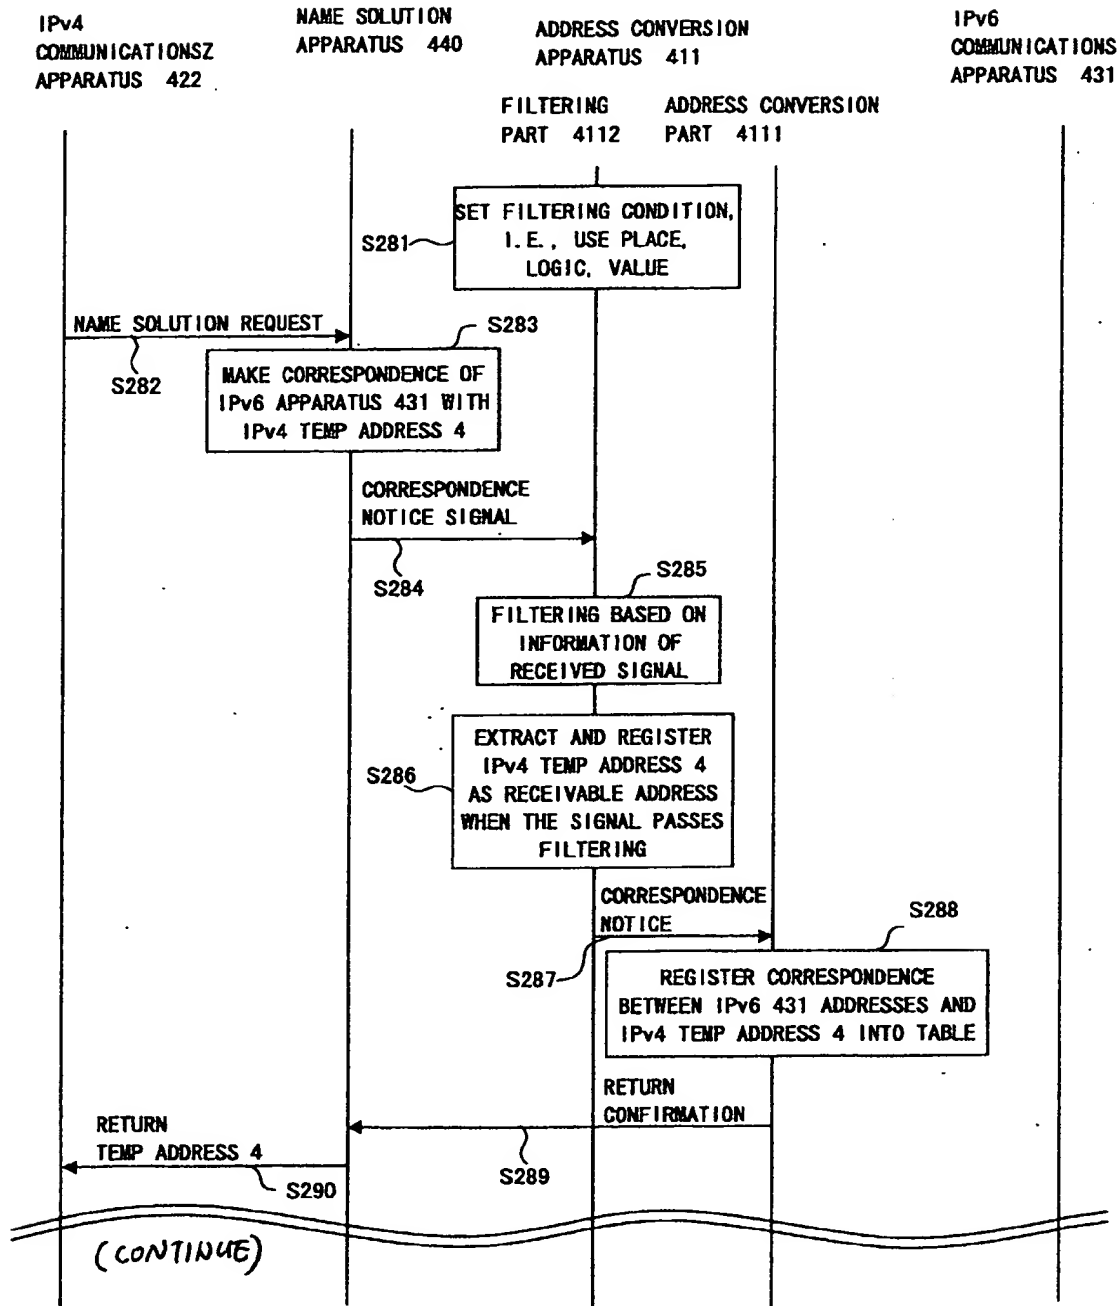 IPv4
COMMUNICATIONSZ
APPARATUS 422
NAME SOLUTION
APPARATUS 440
ADDRESS CONVERSION
APPARATUS 411
IPv6
COMMUNICATIONS
APPARATUS 431
FILTERING
PART 4112
ADDRESS CONVERSION
PART 4111
SET FILTERING CONDITION,
I.E., USE PLACE,
LOGIC, VALUE
S281
NAME SOLUTION REQUEST
S282
S283
MAKE CORRESPONDENCE OF
IPv6 APPARATUS 431 WITH
IPv4 TEMP ADDRESS 4
CORRESPONDENCE
NOTICE SIGNAL
S284
S285
FILTERING BASED ON
INFORMATION OF
RECEIVED SIGNAL
S286
EXTRACT AND REGISTER
IPv4 TEMP ADDRESS 4
AS RECEIVABLE ADDRESS
WHEN THE SIGNAL PASSES
FILTERING
CORRESPONDENCE
NOTICE
S287
S288
REGISTER CORRESPONDENCE
BETWEEN IPv6 431 ADDRESSES AND
IPv4 TEMP ADDRESS 4 INTO TABLE
RETURN
CONFIRMATION
S289
RETURN
TEMP ADDRESS 4
S290
(CONTINUE)